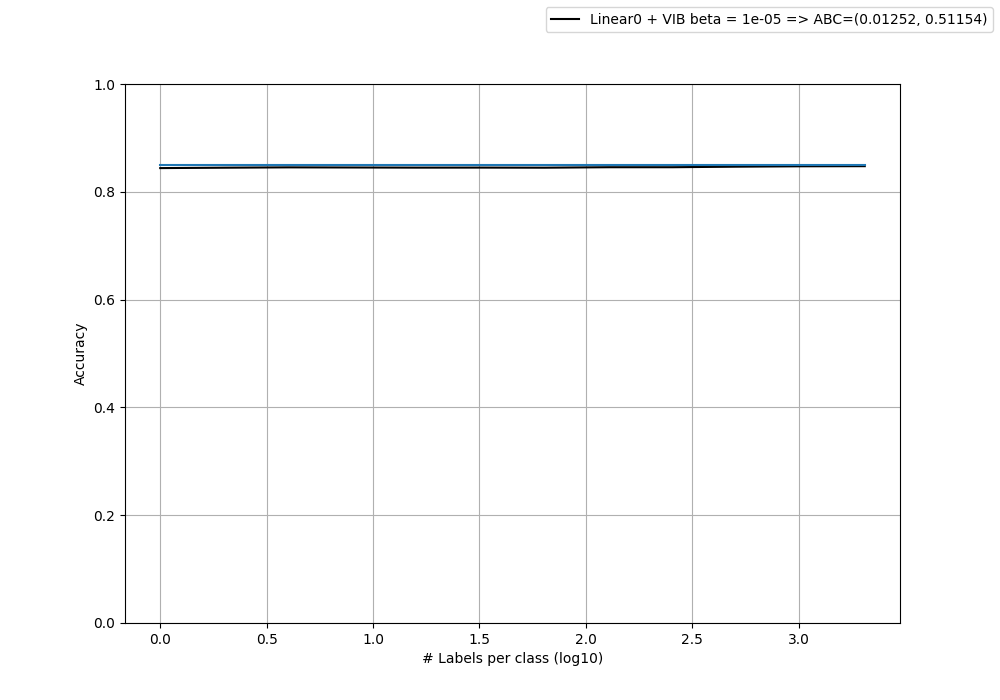 Linear0 + VIB beta = 1e-05 => ABC=(0.01252, 0.51154)
1.0
0.8
0.6
0.4
0.2
0.0
Accuracy
0.0 0.5 1.0 1.5 2.0 2.5 3.0
# Labels per class (log10)